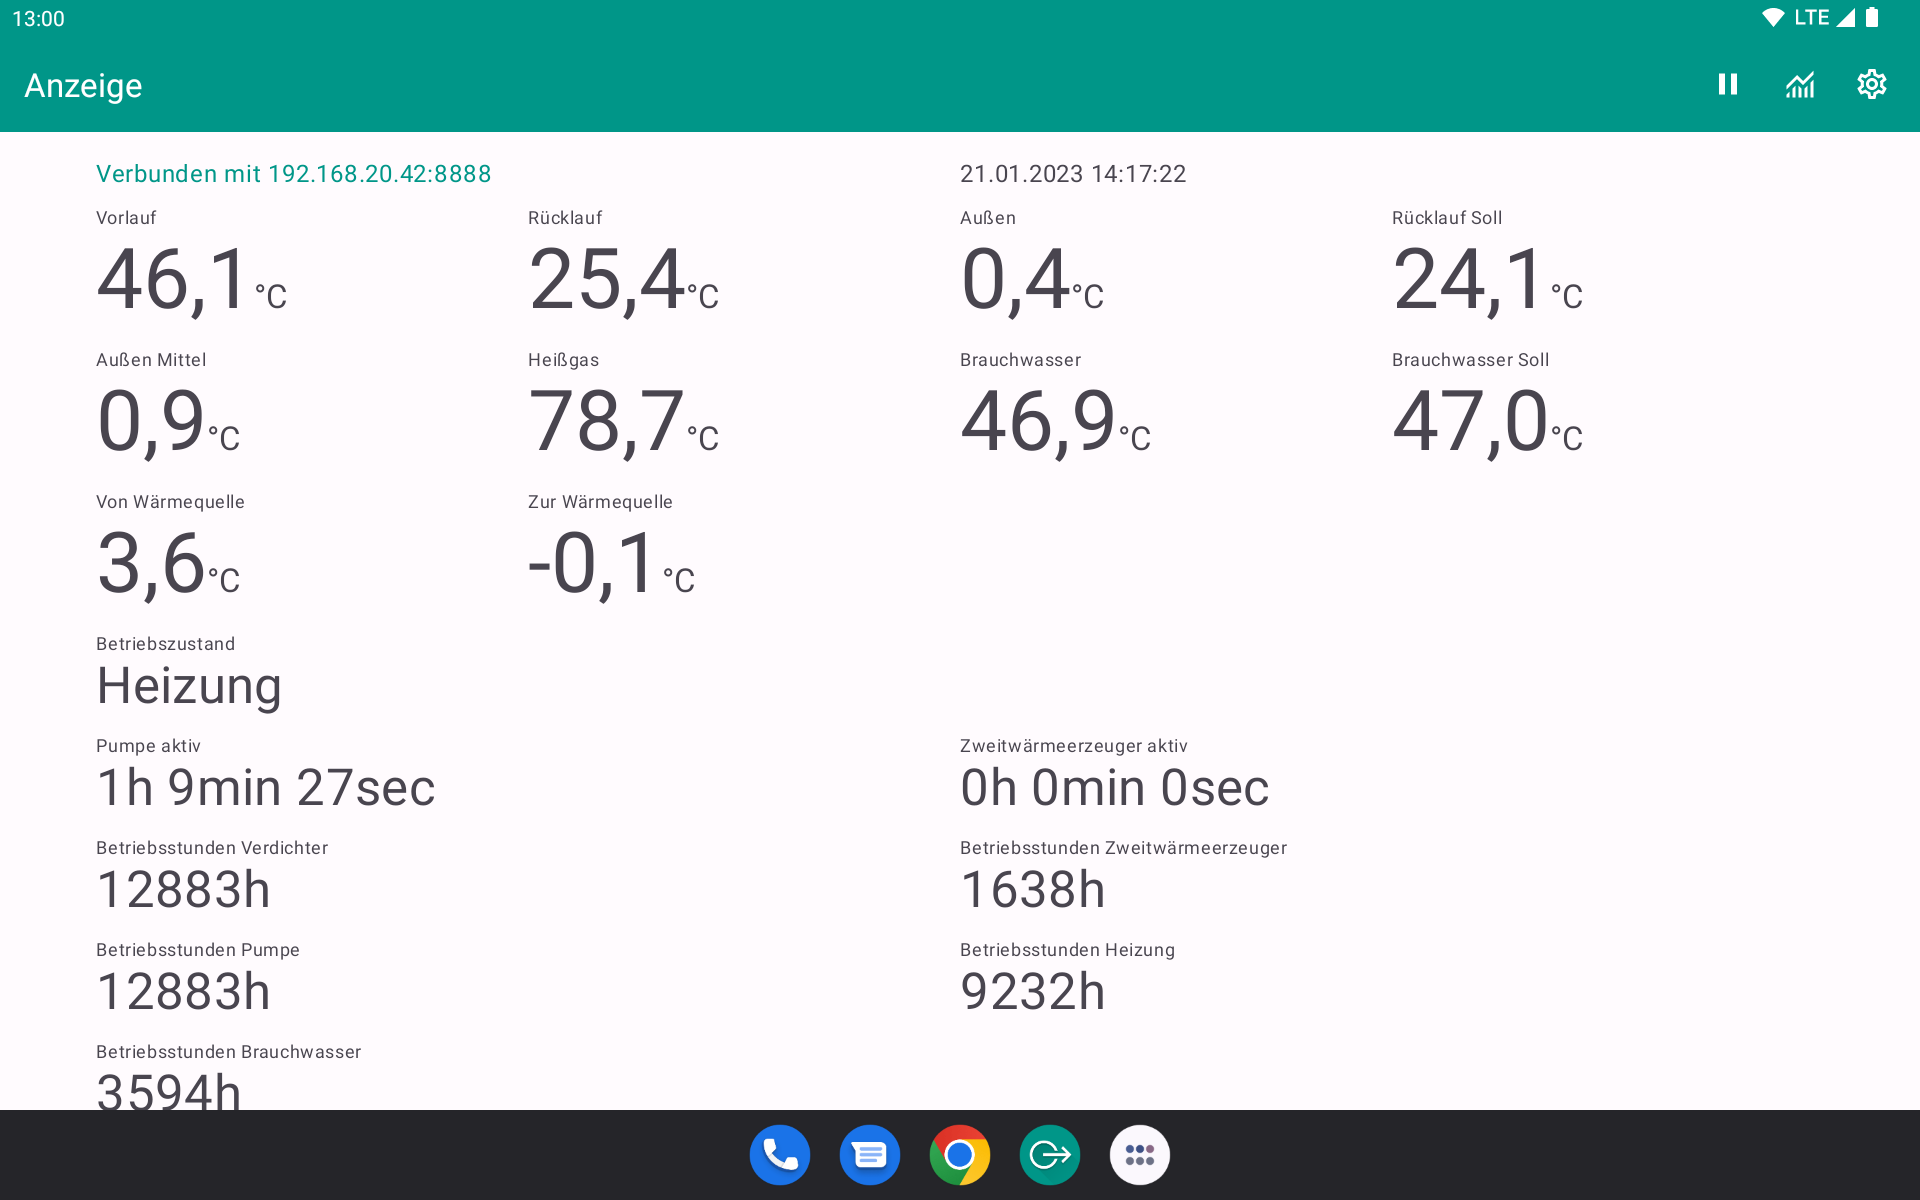 13:00
LTE
Anzeige
Verbunden mit 192.168.20.42:8888
21.01.2023 14:17:22
Vorlauf
46,1°C
Rücklauf
25,4°C
Außen
0,4°C
Rücklauf Soll
24,1°C
Außen Mittel
0,9°C
Heißgas
78,7°C
Brauchwasser
46,9°C
Brauchwasser Soll
47,0°C
Von Wärmequelle
3,6°C
Zur Wärmequelle
-0,1°C
Betriebszustand
Heizung
Pumpe aktiv
1h 9min 27sec
Zweitwärmeerzeuger aktiv
0h 0min 0sec
Betriebsstunden Verdichter
12883h
Betriebsstunden Zweitwärmeerzeuger
1638h
Betriebsstunden Pumpe
12883h
Betriebsstunden Heizung
9232h
Betriebsstunden Brauchwasser
3594h